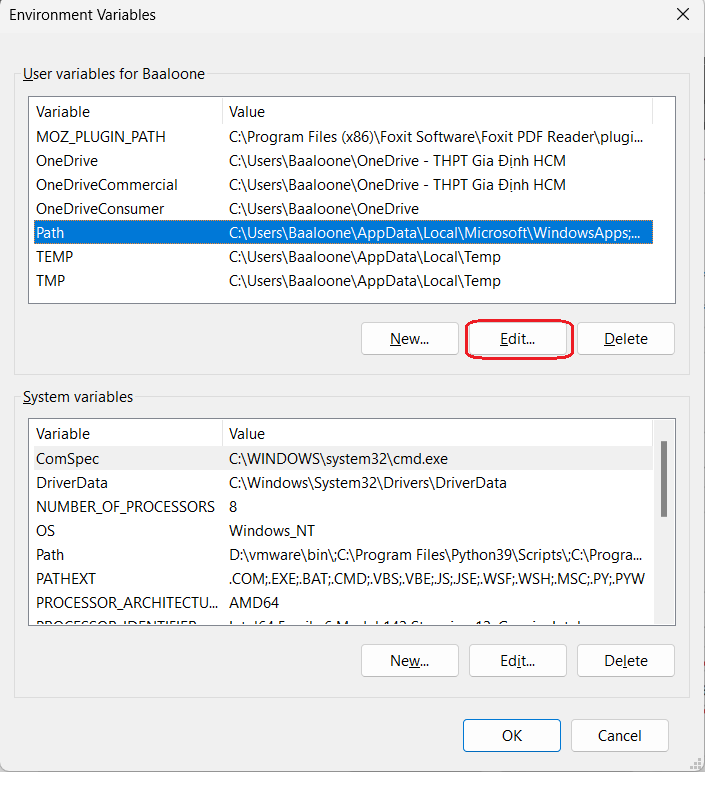 Environment Variables
User variables for Baaloone
Variable Value
MOZ_PLUGIN_PATH C:\Program Files (x86)\Foxit Software\Foxit PDF Reader\plugi...
OneDrive C:\Users\Baaloone\OneDrive - THPT Gia Định HCM
OneDriveCommercial C:\Users\Baaloone\OneDrive - THPT Gia Định HCM
OneDriveConsumer C:\Users\Baaloone\OneDrive
Path C:\Users\Baaloone\AppData\Local\Microsoft\WindowsApps;...
TEMP C:\Users\Baaloone\AppData\Local\Temp
TMP C:\Users\Baaloone\AppData\Local\Temp
New... Edit... Delete
System variables
Variable Value
ComSpec C:\WINDOWS\system32\cmd.exe
DriverData C:\Windows\System32\Drivers\DriverData
NUMBER_OF_PROCESSORS 8
OS Windows_NT
Path D:\vmware\bin\;C:\Program Files\Python39\Scripts\;C:\Progra...
PATHEXT .COM;.EXE;.BAT;.CMD;.VBS;.VBE;.JS;.JSE;.WSF;.WSH;.MSC;.PY;.PYW
PROCESSOR_ARCHITECTU... AMD64
New... Edit... Delete
OK Cancel